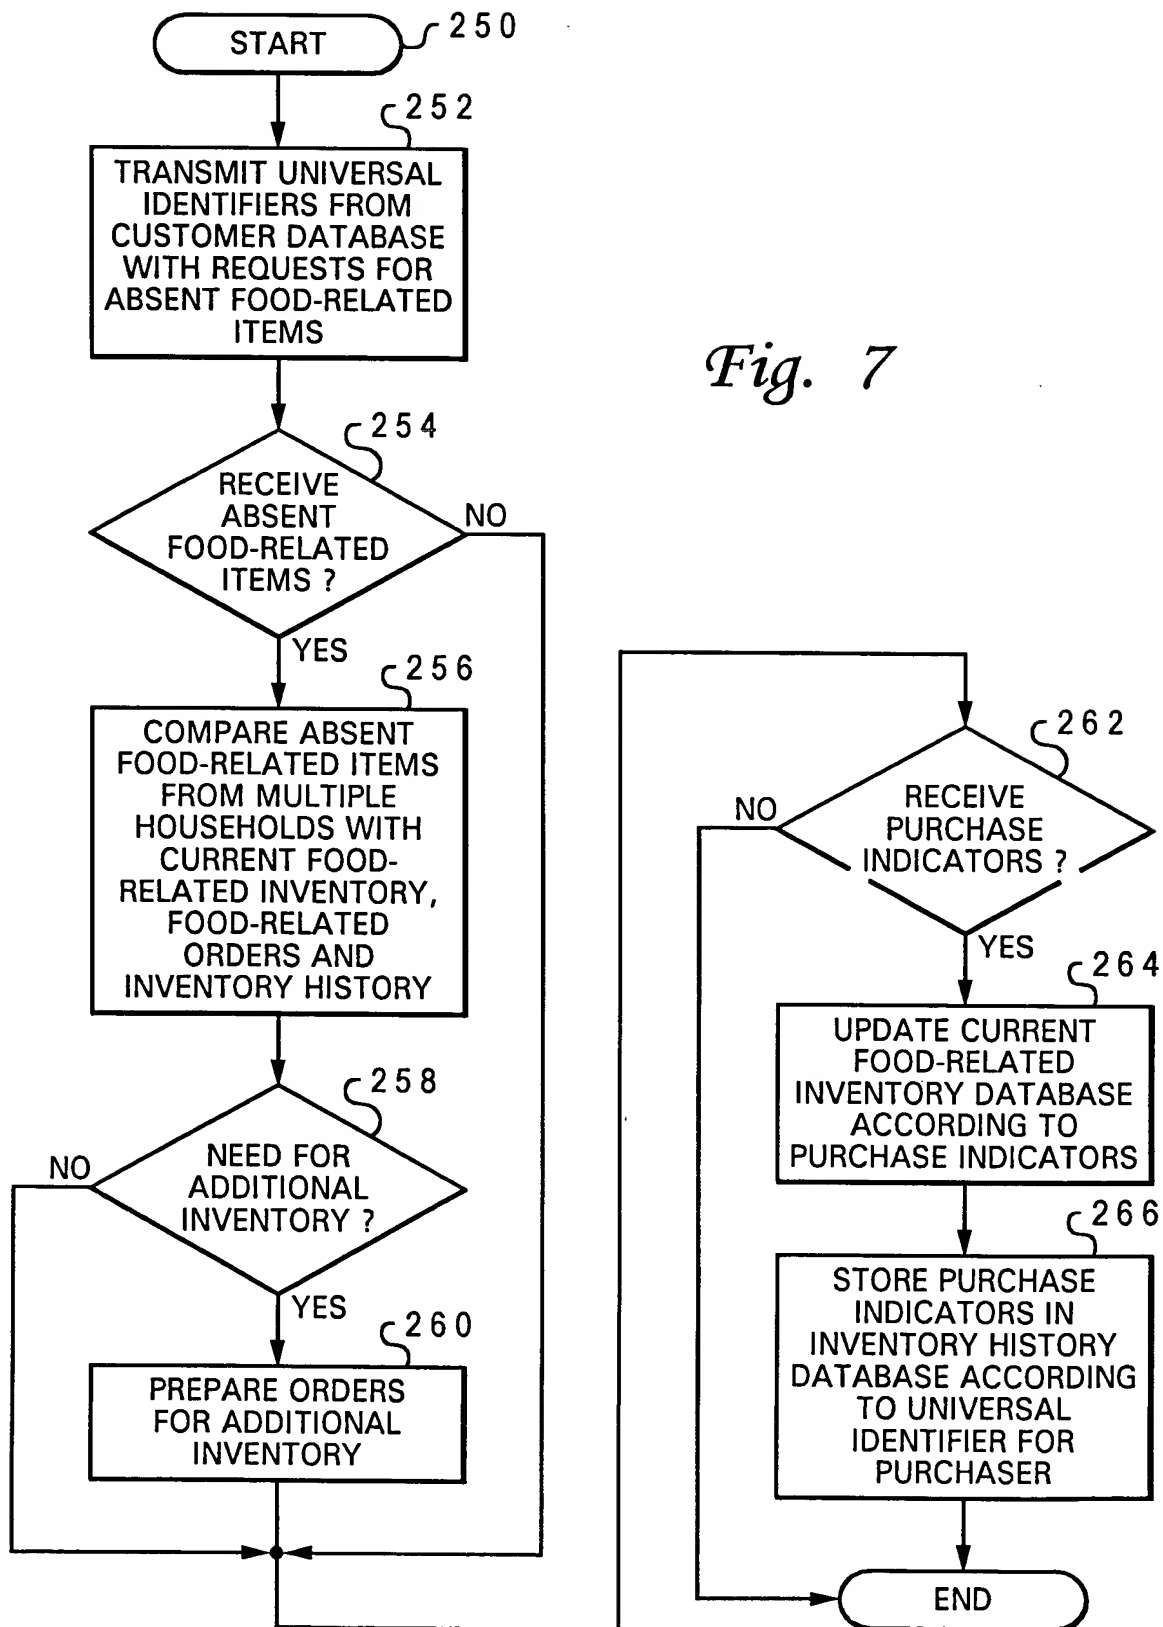 START
250
252
TRANSMIT UNIVERSAL
IDENTIFIERS FROM
CUSTOMER DATABASE
WITH REQUESTS FOR
ABSENT FOOD-RELATED
ITEMS
Fig. 7
254
RECEIVE
ABSENT
FOOD-RELATED
ITEMS ?
NO
YES
256
COMPARE ABSENT
FOOD-RELATED ITEMS
FROM MULTIPLE
HOUSEHOLDS WITH
CURRENT FOOD-
RELATED INVENTORY,
FOOD-RELATED
ORDERS AND
INVENTORY HISTORY
258
NEED FOR
ADDITIONAL
INVENTORY ?
NO
YES
260
PREPARE ORDERS
FOR ADDITIONAL
INVENTORY
262
RECEIVE
PURCHASE
INDICATORS ?
NO
YES
264
UPDATE CURRENT
FOOD-RELATED
INVENTORY DATABASE
ACCORDING TO
PURCHASE INDICATORS
266
STORE PURCHASE
INDICATORS IN
INVENTORY HISTORY
DATABASE ACCORDING
TO UNIVERSAL
IDENTIFIER FOR
PURCHASER
END